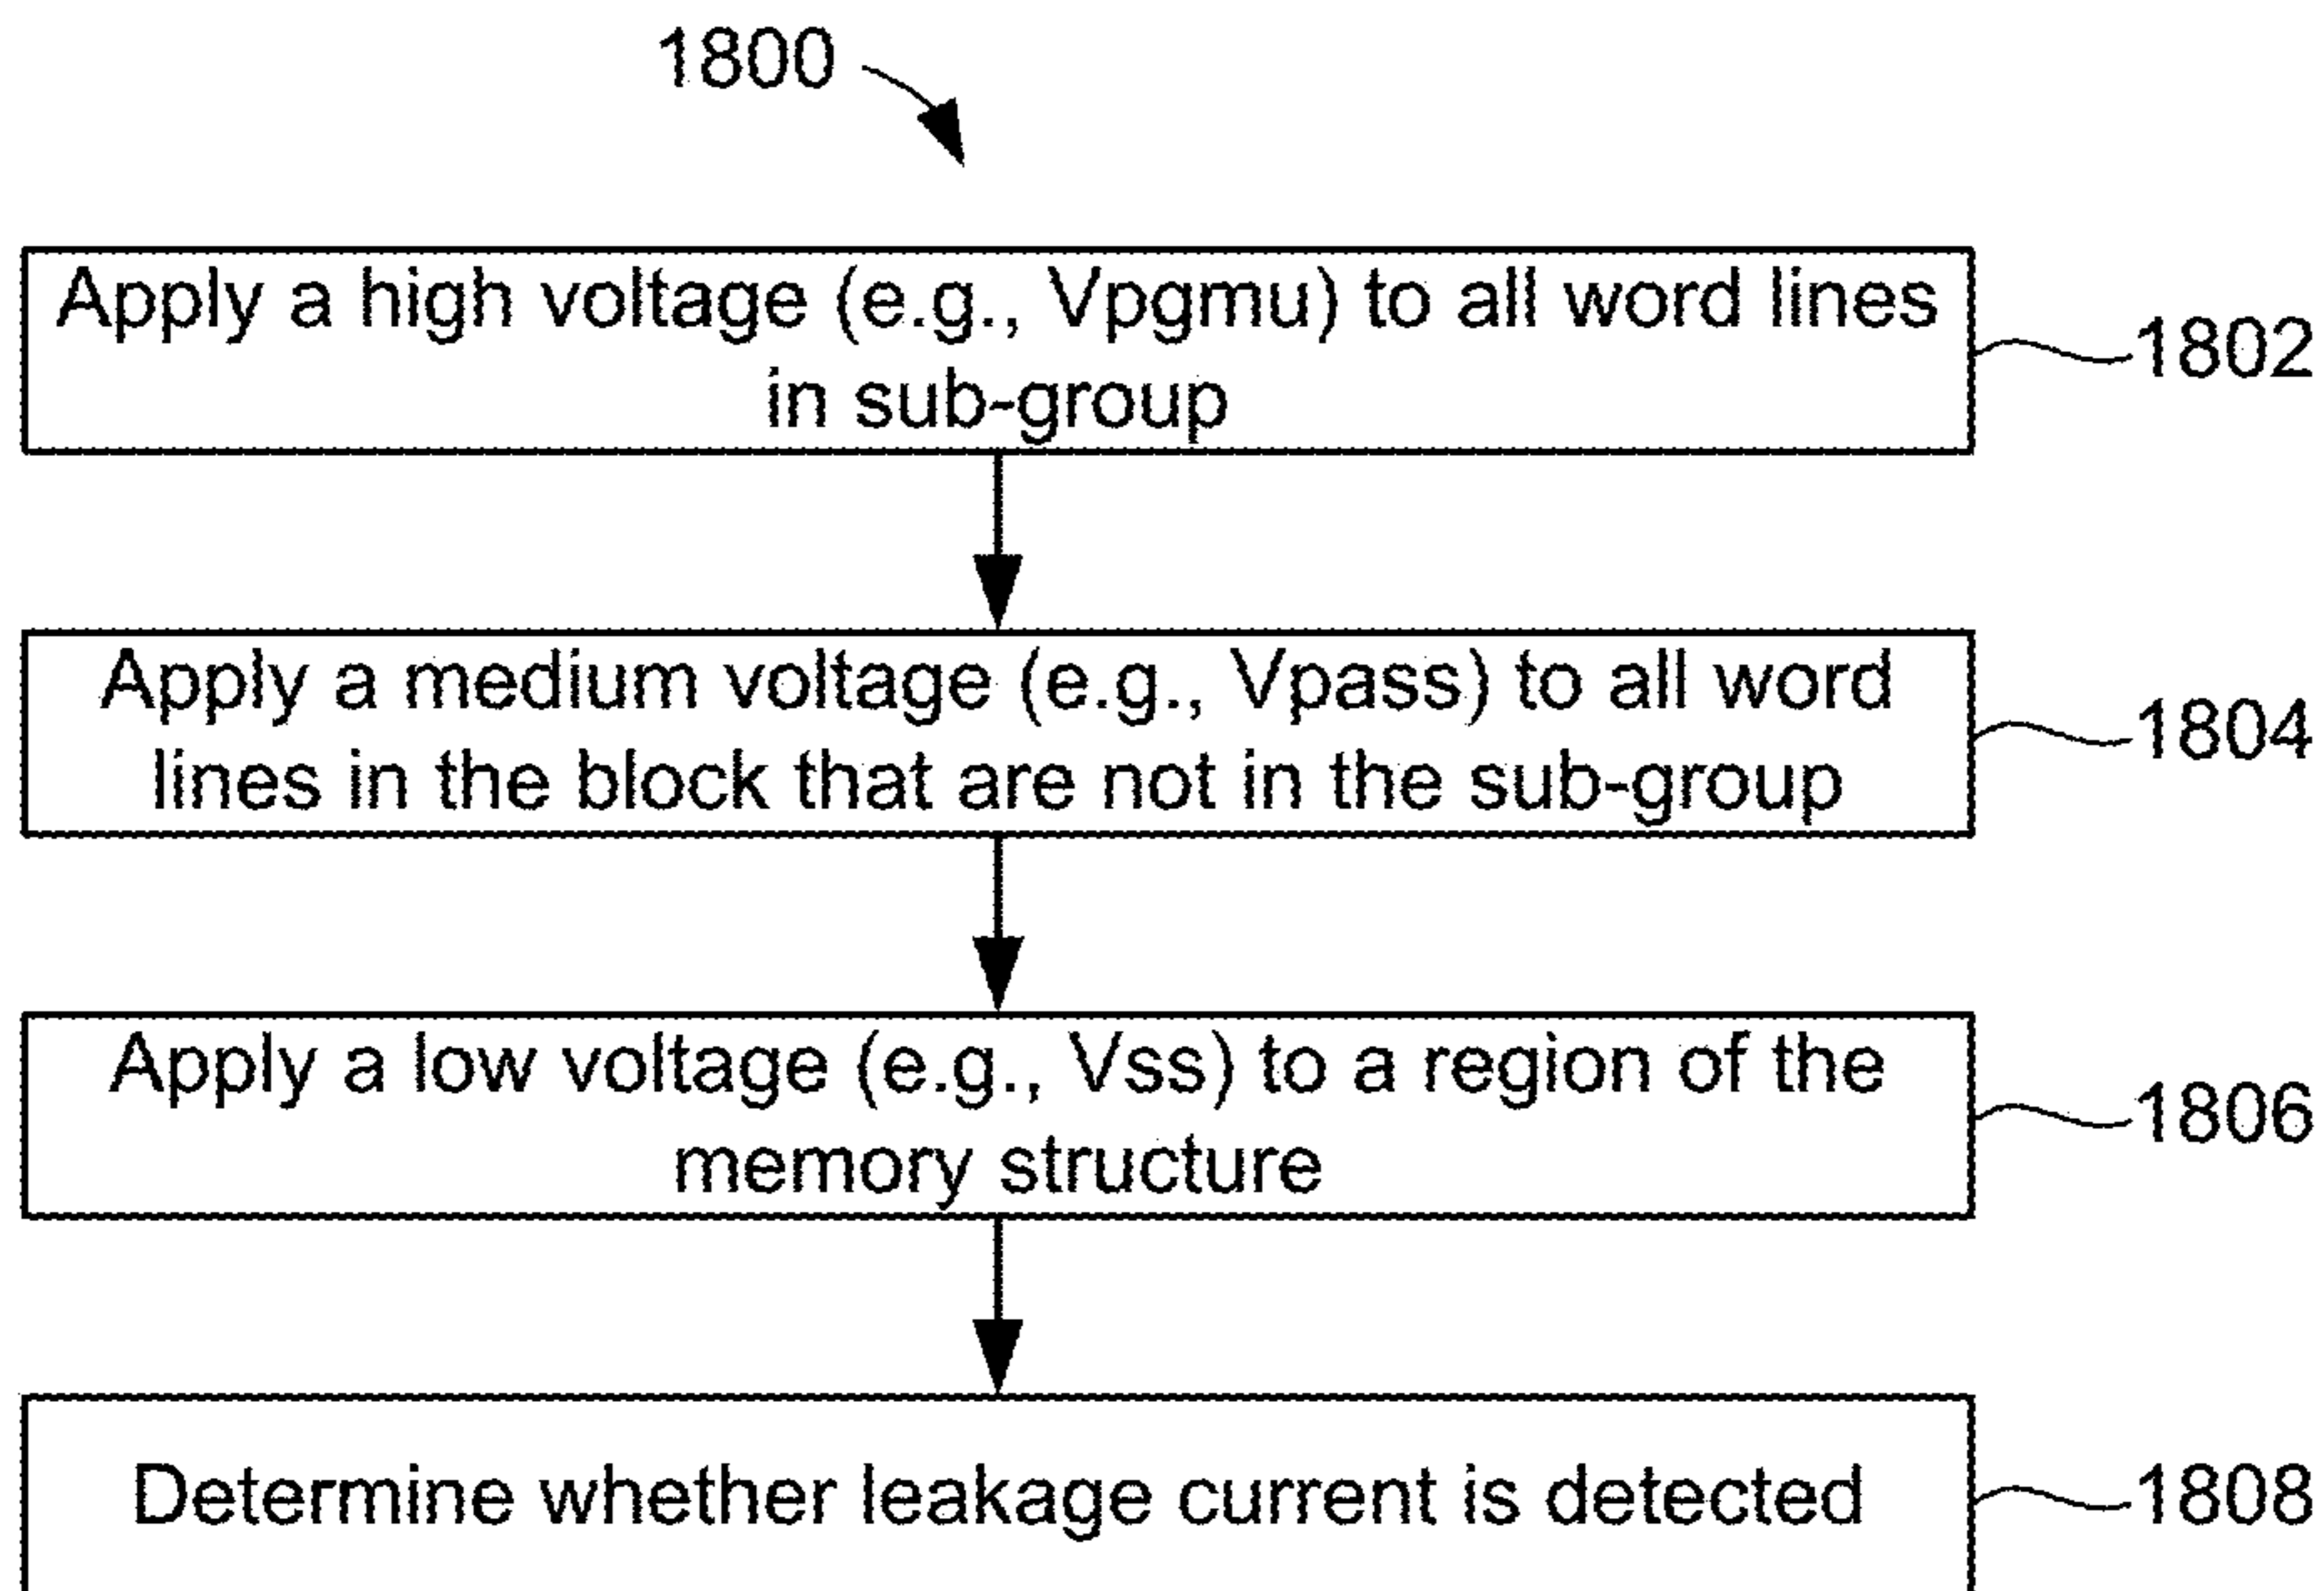 1800
Apply a high voltage (e.g., Vpgmu) to all word lines
in sub-group
1802
Apply a medium voltage (e.g., Vpass) to all word
lines in the block that are not in the sub-group
1804
Apply a low voltage (e.g., Vss) to a region of the
memory structure
1806
Determine whether leakage current is detected
1808